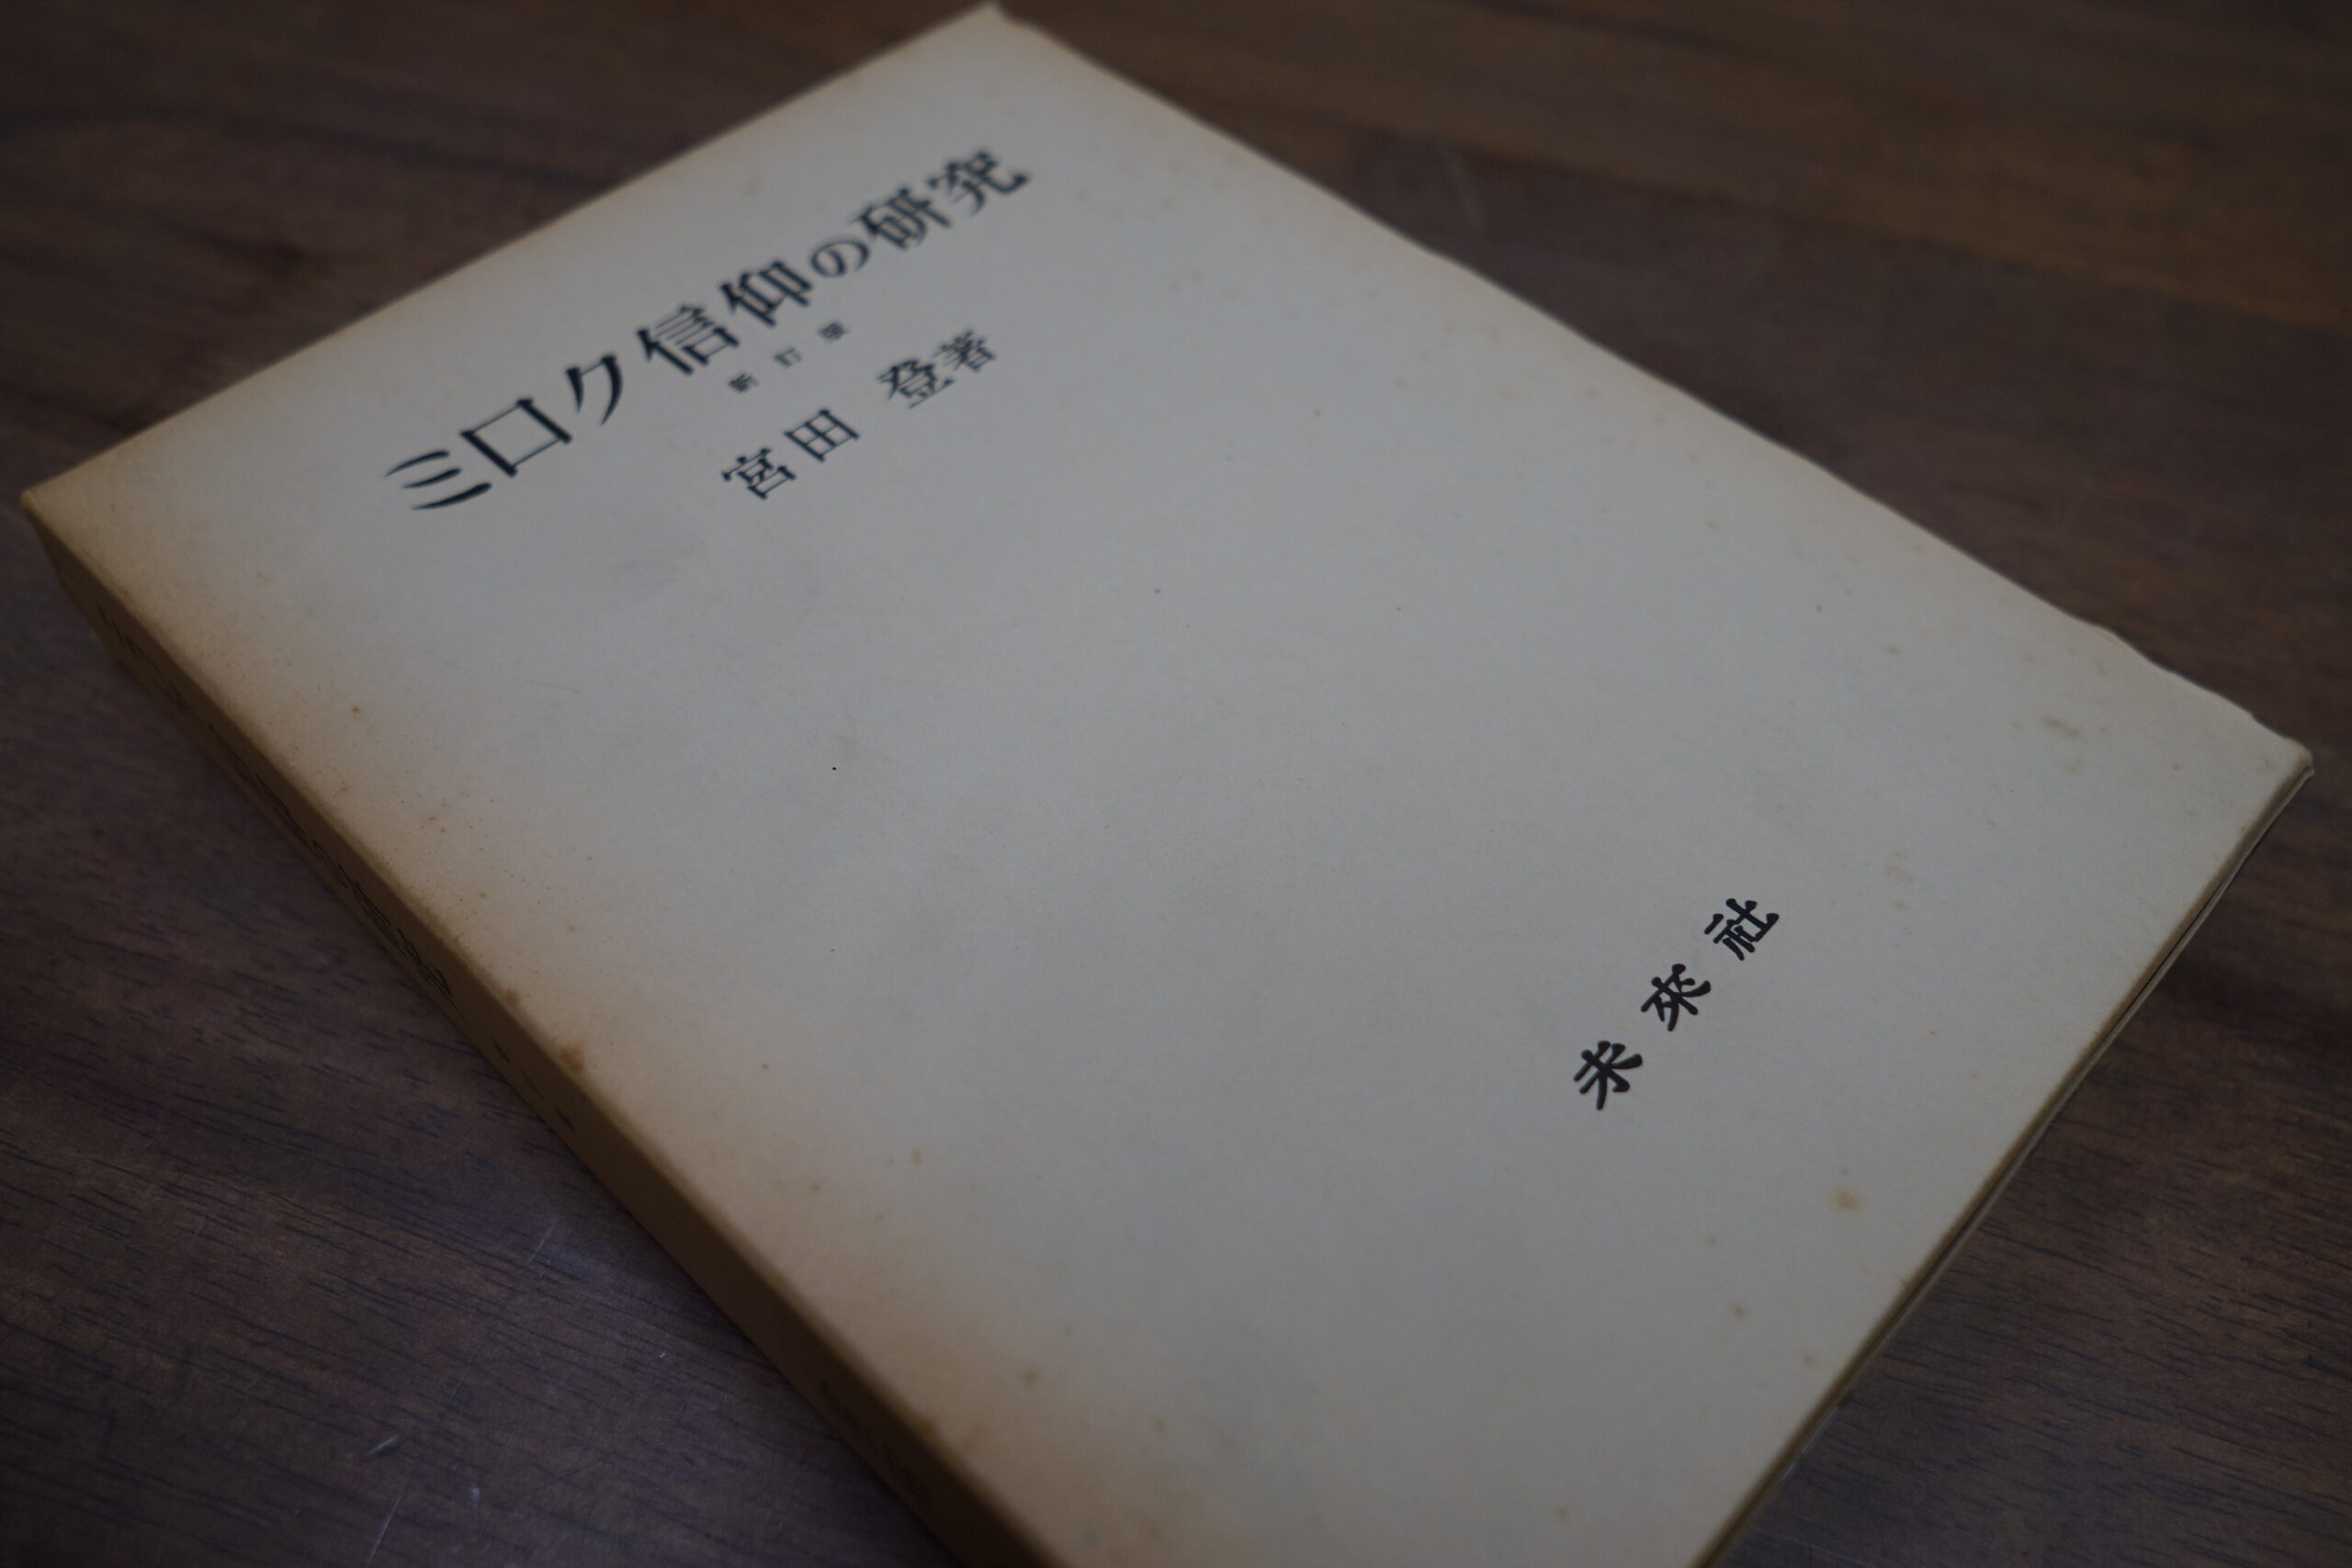 ミロク信仰の研究
新訂版
宮田 登著
未來社